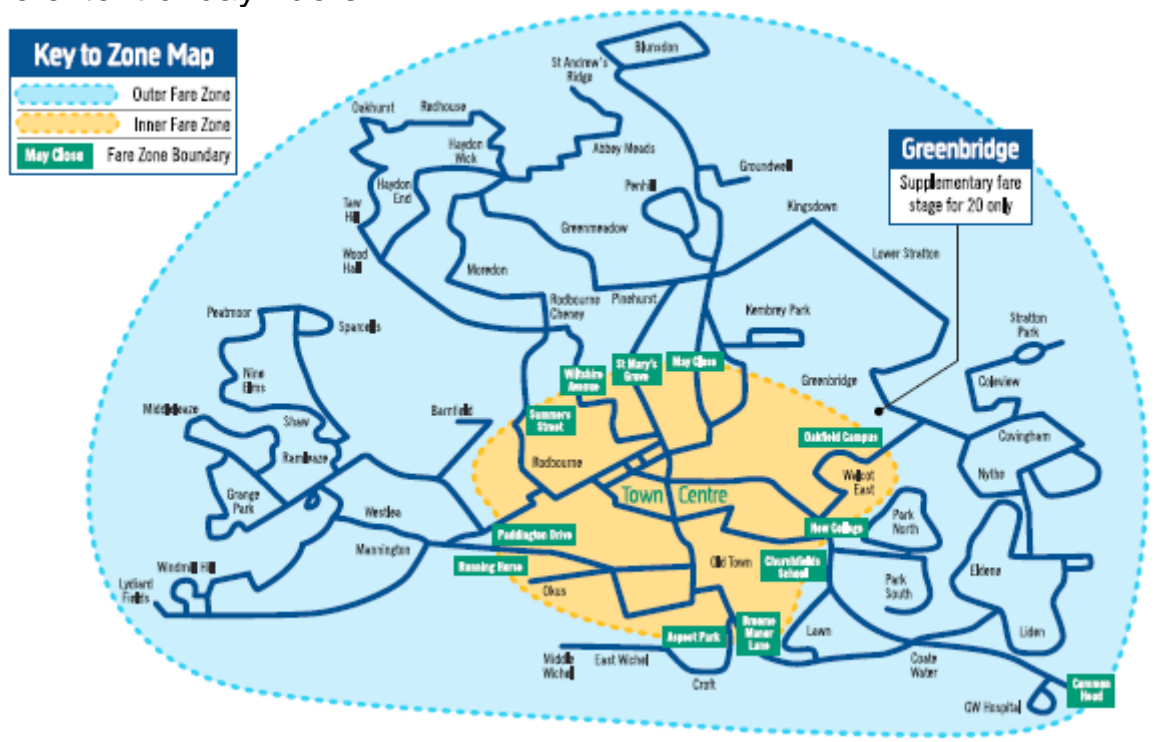 Key to Zone Map
Outer Fare Zone
Inner Fare Zone
May Close
Fare Zone Boundary
Greenbridge
Supplementary fare
stage for 20 only
Blunsdon
St Andrew's
Ridge
Oakhurst
Redhouse
Haydon
Wick
Abbey Meads
Groundwell
Penhill
Haydon
End
Taw
Hill
Kingsdown
Greenmeadow
Wood
Hall
Moredon
Lower Stratton
Rodbourne
Cheney
Pinehurst
Peatmoor
Sparcells
Kembrey Park
Stratton
Park
St Mary's
Grove
May Close
Wiltshire
Avenue
Nine
Elms
Greenbridge
Coleview
Middleleaze
Barnfield
Summers
Street
Shaw
Oakfield Campus
Covingham
Ramleaze
Rodbourne
Walcot
East
Nythe
Grange
Park
Town Centre
Westlea
Park
North
New College
Paddington Drive
Mannington
Old Town
Churchfields
School
Running Horse
Windmill Hill
Lydiard
Fields
Okus
Park
South
Eldene
Broome
Manor
Lane
Aspect Park
Lawn
Liden
Middle
Wichel
East Wichel
Croft
Coate
Water
Common
Head
GW Hospital